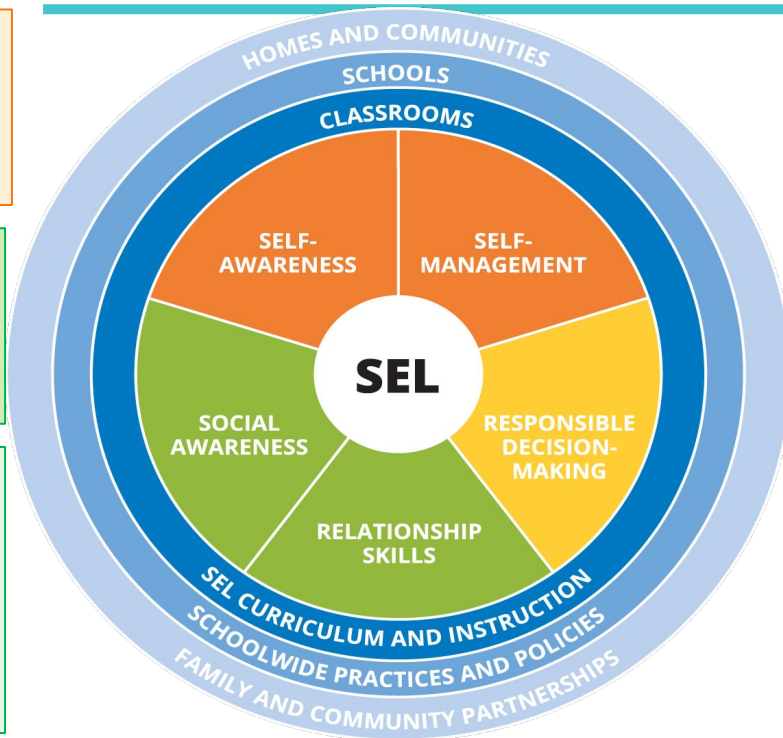 HOMES AND COMMUNITIES
SCHOOLS
CLASSROOMS
SELF-
AWARENESS
SELF-
MANAGEMENT
SEL
SOCIAL
AWARENESS
RESPONSIBLE
DECISION-
MAKING
RELATIONSHIP
SKILLS
SEL CURRICULUM AND INSTRUCTION
SCHOOLWIDE PRACTICES AND POLICIES
FAMILY AND COMMUNITY PARTNERSHIPS